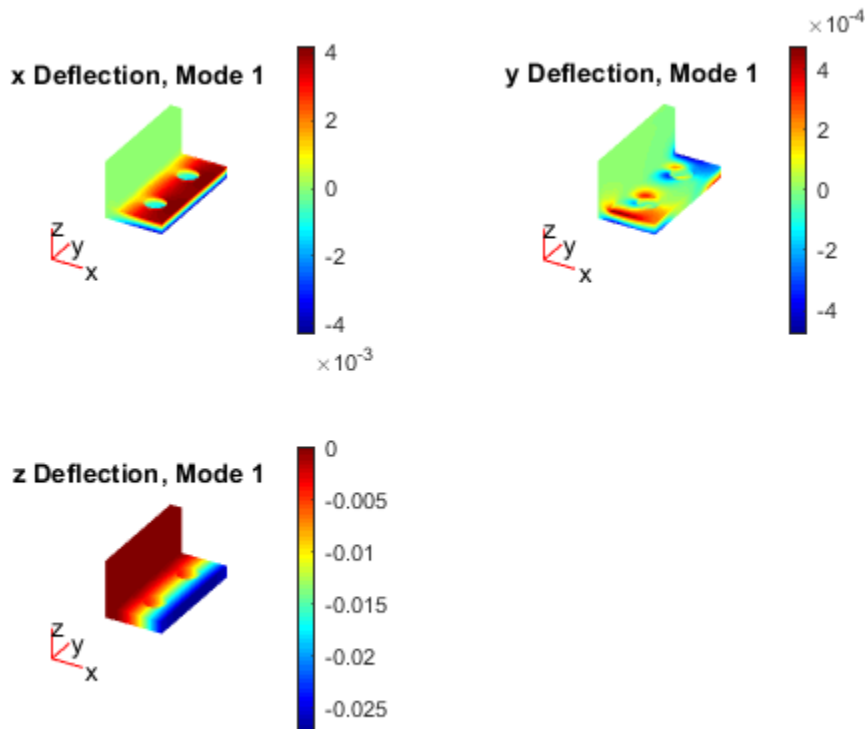 x Deflection, Mode 1
4
2
0
-2
-4
×10-3
z
y
x
y Deflection, Mode 1
×10-4
4
2
0
-2
-4
z
y
x
z Deflection, Mode 1
0
-0.005
-0.01
-0.015
-0.02
-0.025
z
y
x